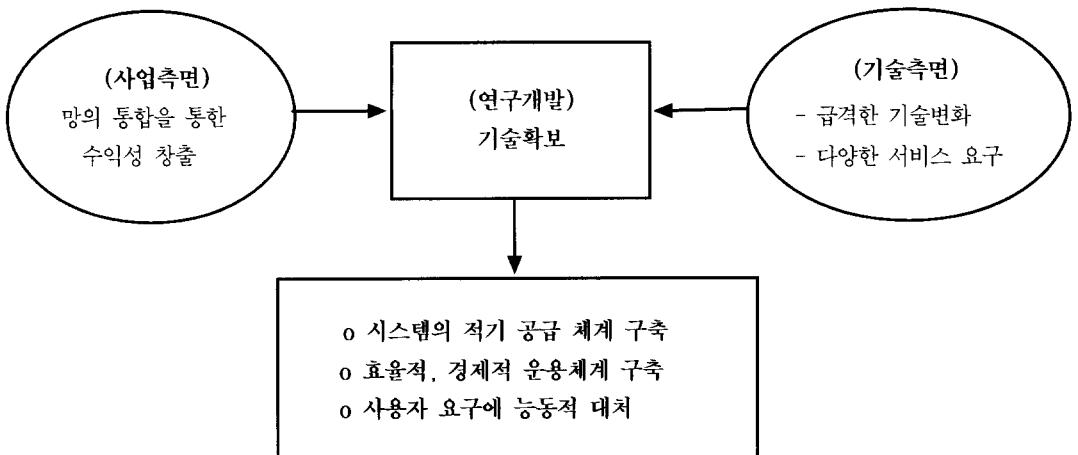 (사업측면)
망의 통합을 통한
수익성 창출
(연구개발)
기술확보
(기술측면)
- 급격한 기술변화
- 다양한 서비스 요구
o 시스템의 적기 공급 체계 구축
o 효율적, 경제적 운용체계 구축
o 사용자 요구에 능동적 대처